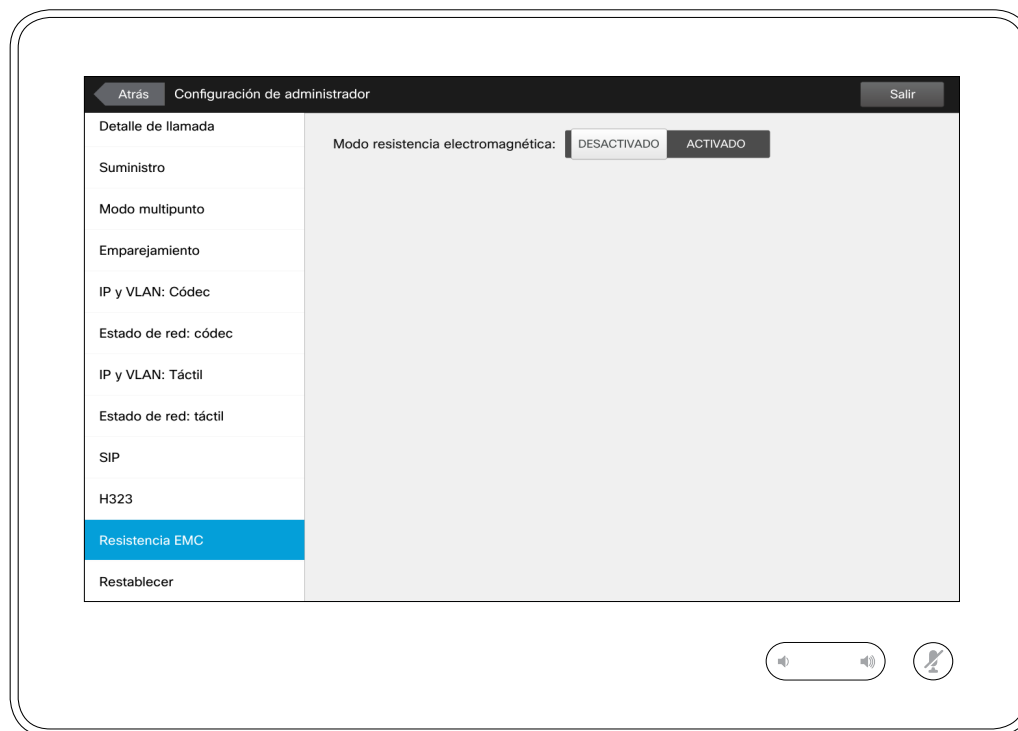 Atrás Configuración de administrador Salir
Detalle de llamada
Modo resistencia electromagnética: DESACTIVADO ACTIVADO
Suministro
Modo multipunto
Emparejamiento
IP y VLAN: Códec
Estado de red: códec
IP y VLAN: Táctil
Estado de red: táctil
SIP
H323
Resistencia EMC
Restablecer